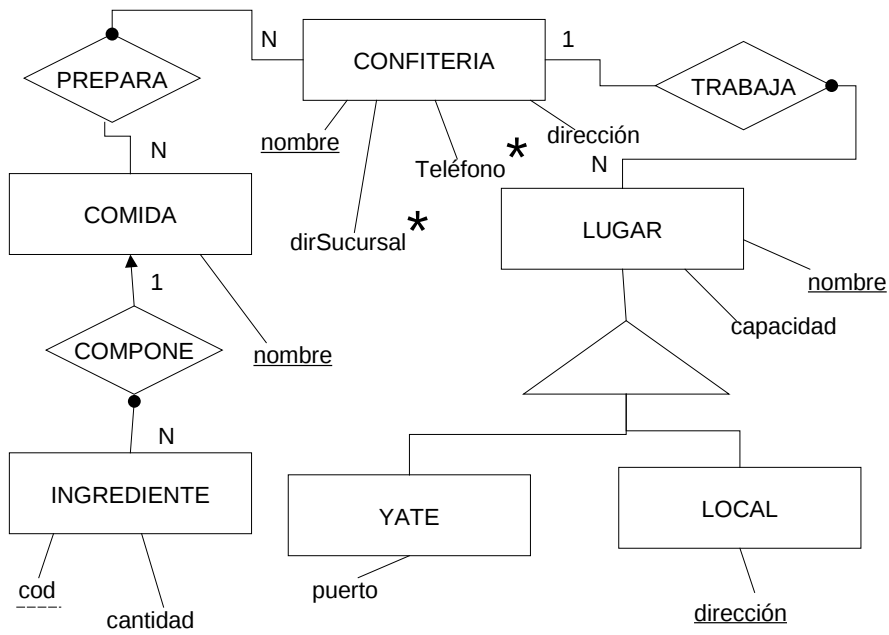 N
CONFITERIA
1
PREPARA
TRABAJA
nombre
Teléfono*
dirección
N
N
COMIDA
dirSucursal*
LUGAR
1
nombre
capacidad
COMPONE
nombre
N
INGREDIENTE
YATE
LOCAL
cod
cantidad
puerto
dirección